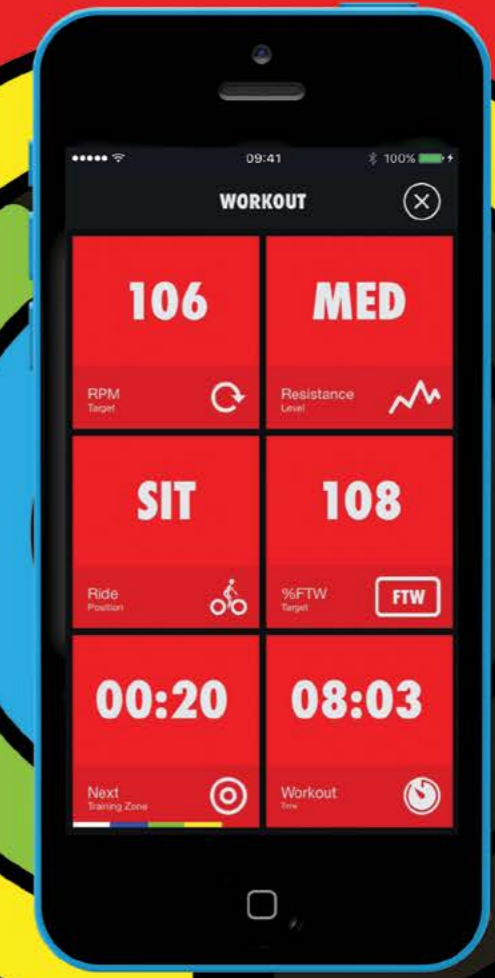 09:41
100%
WORKOUT
106
MED
RPM
Target
Resistance
Level
SIT
108
Ride
Position
%FTW
Target
FTW
00:20
08:03
Next
Training Zone
Workout
Time